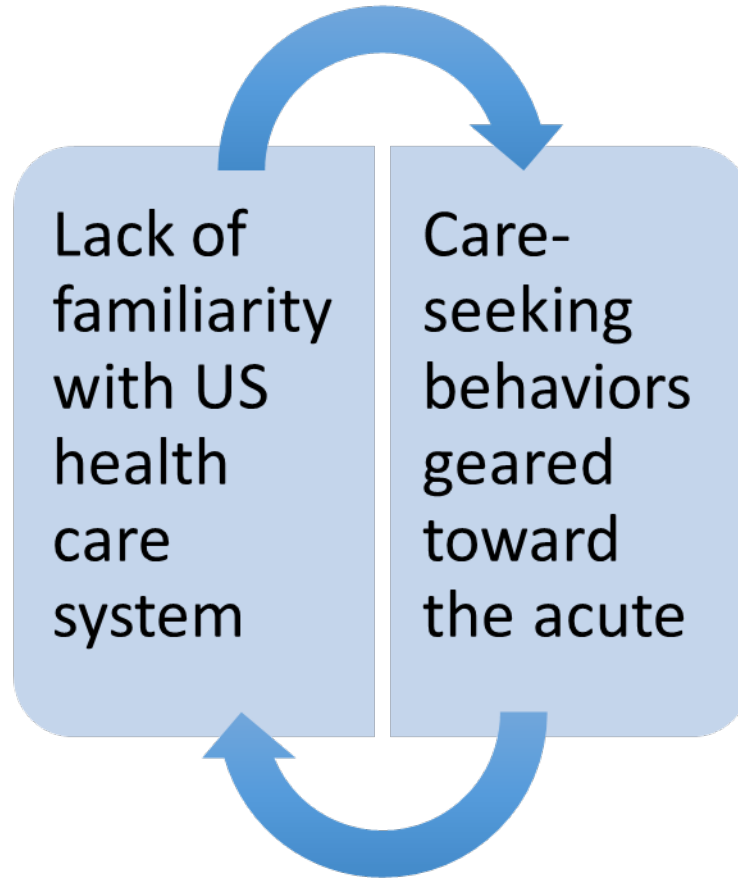 Lack of
familiarity
with US
health
care
system
Care-
seeking
behaviors
geared
toward
the acute